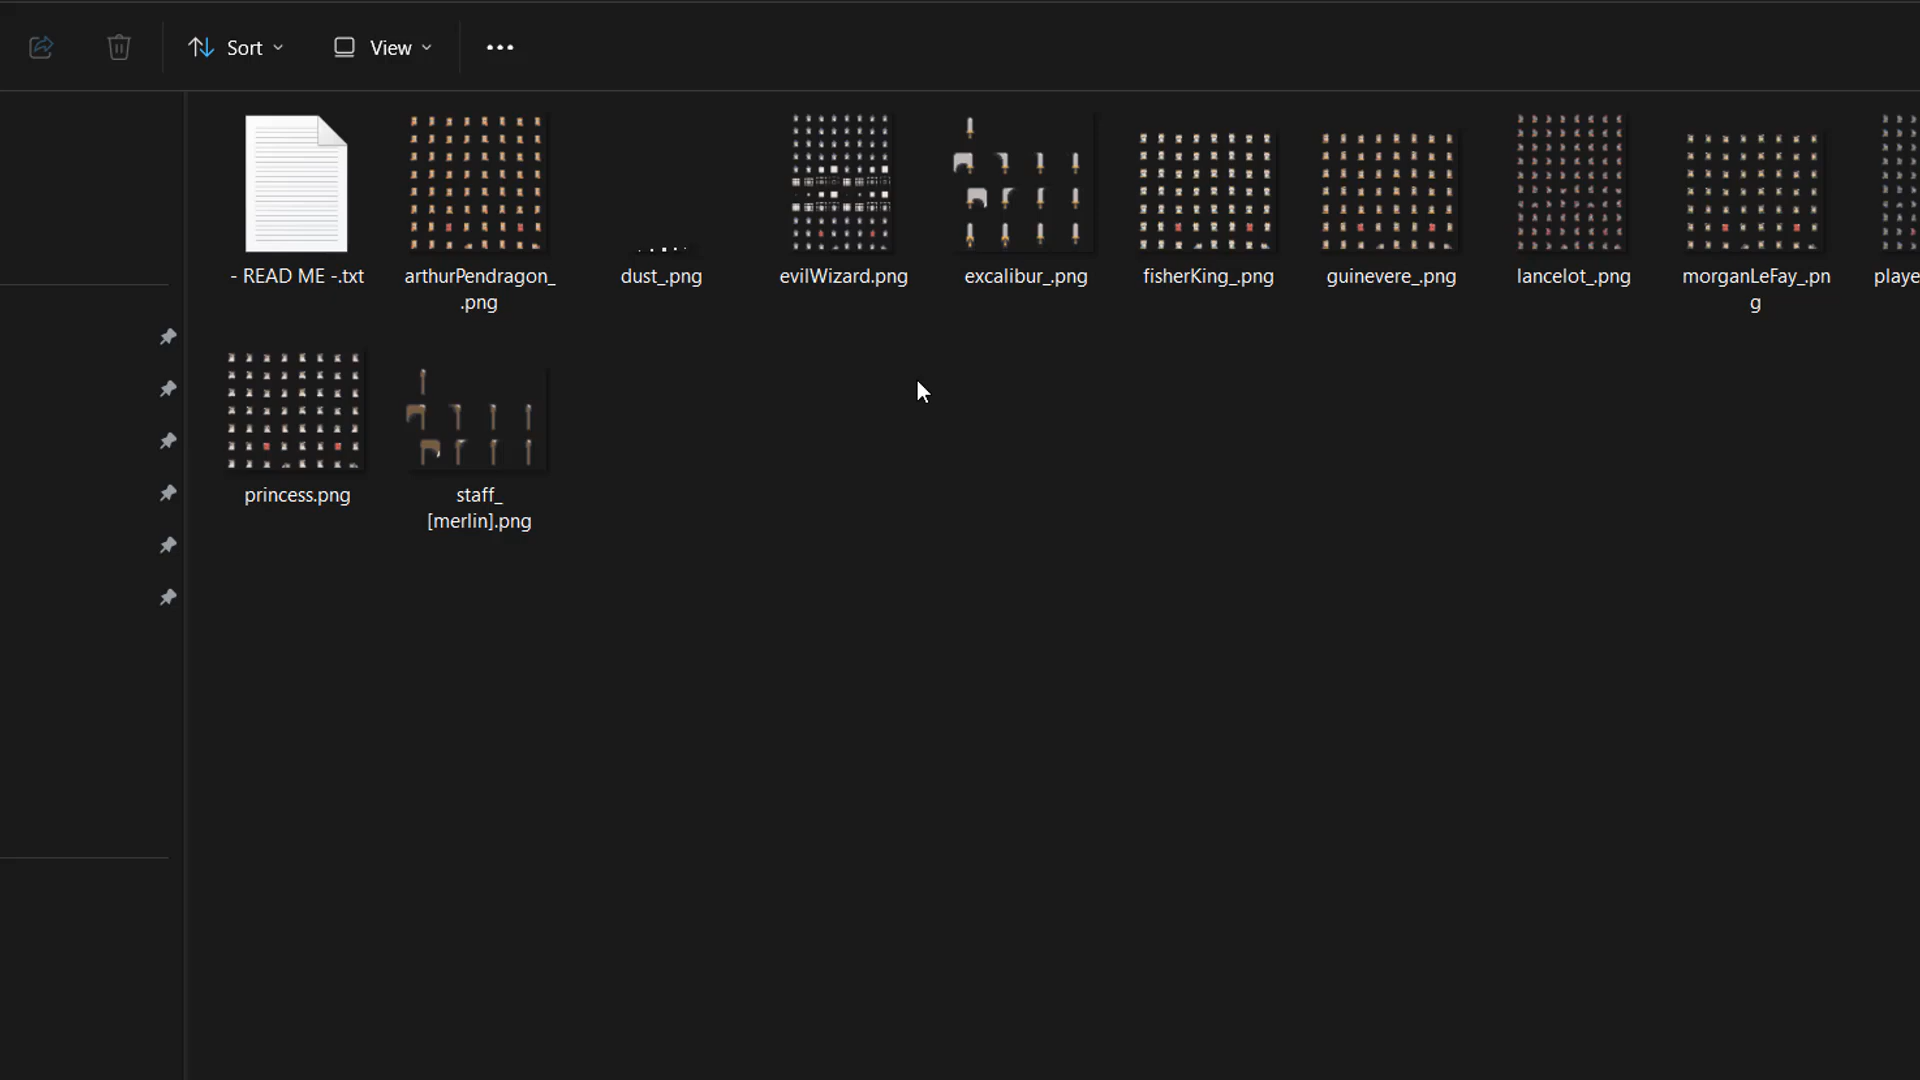 Sort
View
- READ ME -.txt
arthurPendragon_
.png
dust_.png
evilWizard.png
excalibur_.png
fisherKing_.png
guinevere_.png
lancelot_.png
morganLeFay_.pn
g
playe
princess.png
staff_
[merlin].png